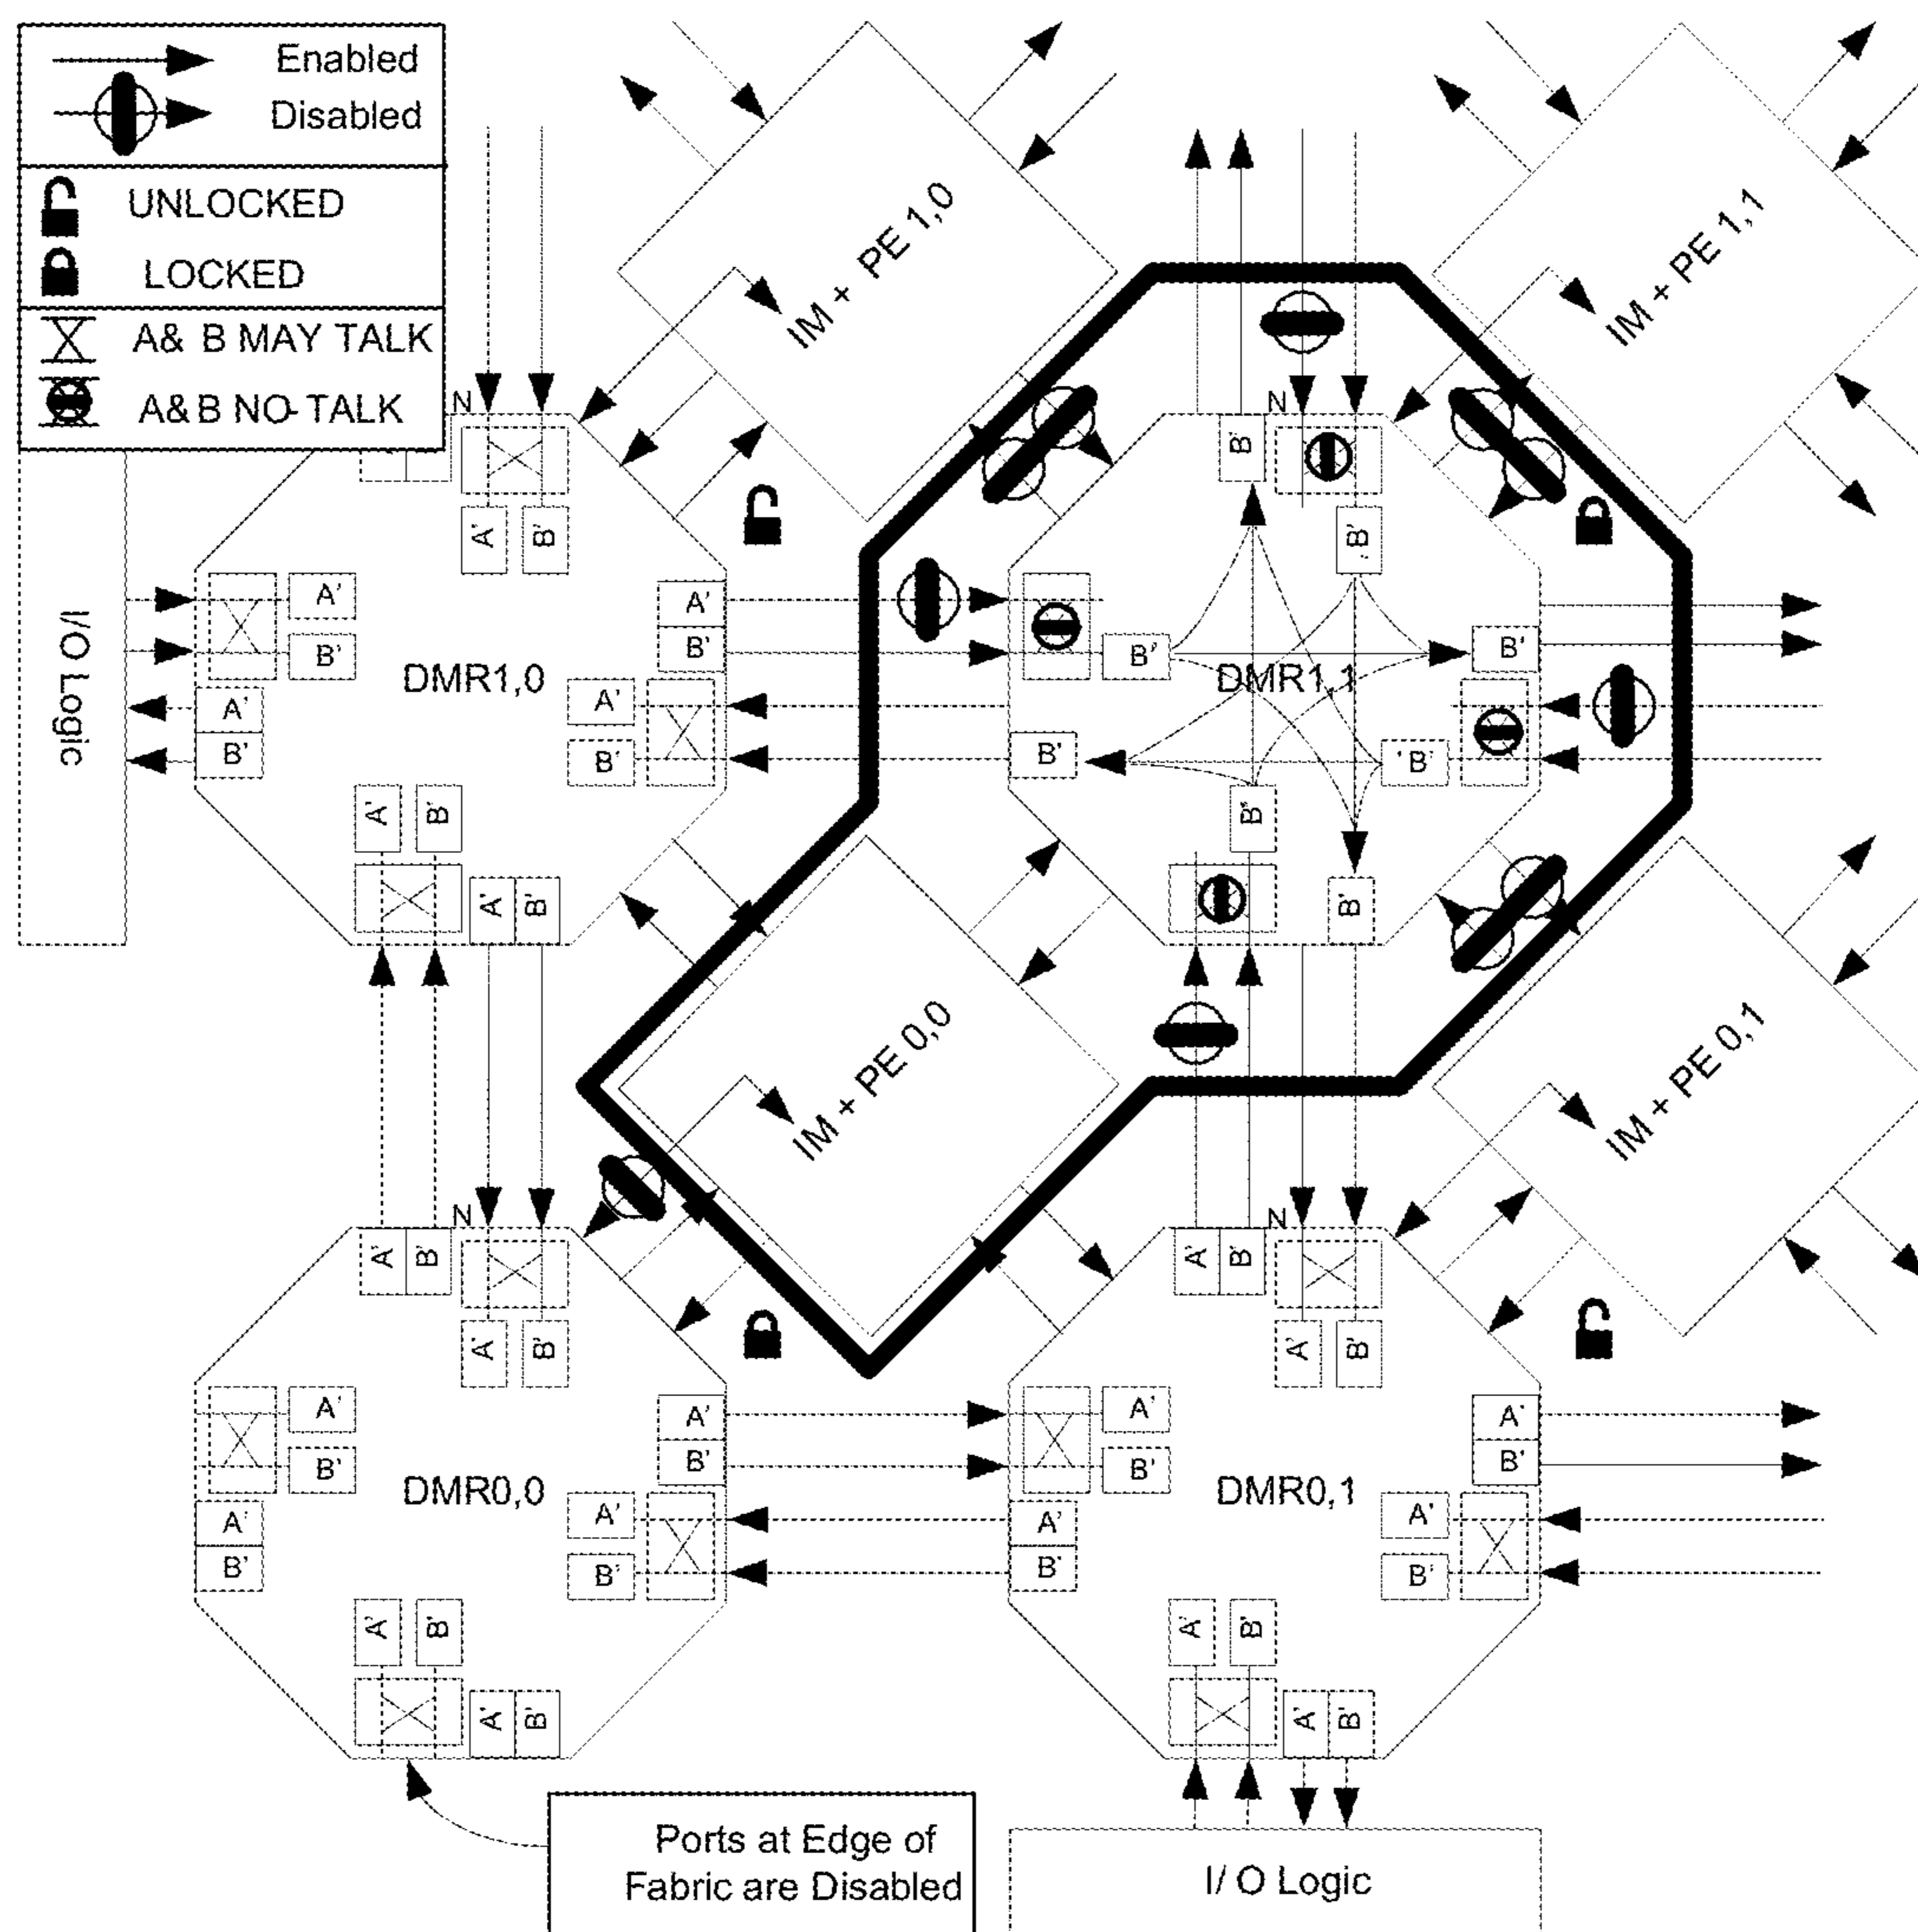 Enabled
Disabled
UNLOCKED
LOCKED
A& B MAY TALK
A&B NO-TALK
IM + PE 1,0
IM + PE 1,1
N
N
B'
A'
B'
B'
I/O Logic
A'
B'
A'
B'
DMR1,0
A'
B'
A'
B'
B'
DMR1,1
B'
A'
B'
B'
'B'
A'
B'
B'
A'
B'
B'
IM + PE 0,0
IM + PE 0,1
N
N
A'
B'
A'
B'
A'
B'
A'
B'
A'
B'
DMR0,0
A'
B'
A'
B'
DMR0,1
A'
B'
A'
B'
A'
B'
A'
B'
A'
B'
A'
B'
A'
B'
A'
B'
A'
B'
Ports at Edge of
Fabric are Disabled
I/ O Logic